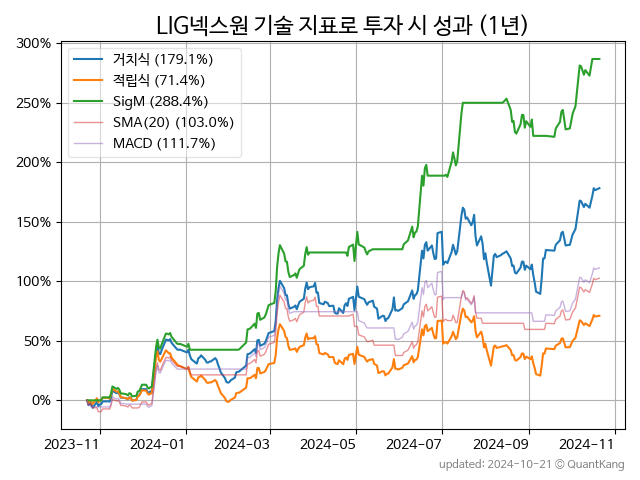 LIG넥스원 기술 지표로 투자 시 성과 (1년)
300%
250%
200%
150%
100%
50%
0%
거치식 (179.1%)
적립식 (71.4%)
SigM (288.4%)
SMA(20) (103.0%)
MACD (111.7%)
2023-11 2024-01 2024-03 2024-05 2024-07 2024-09 2024-11
updated: 2024-10-21 © QuantKang